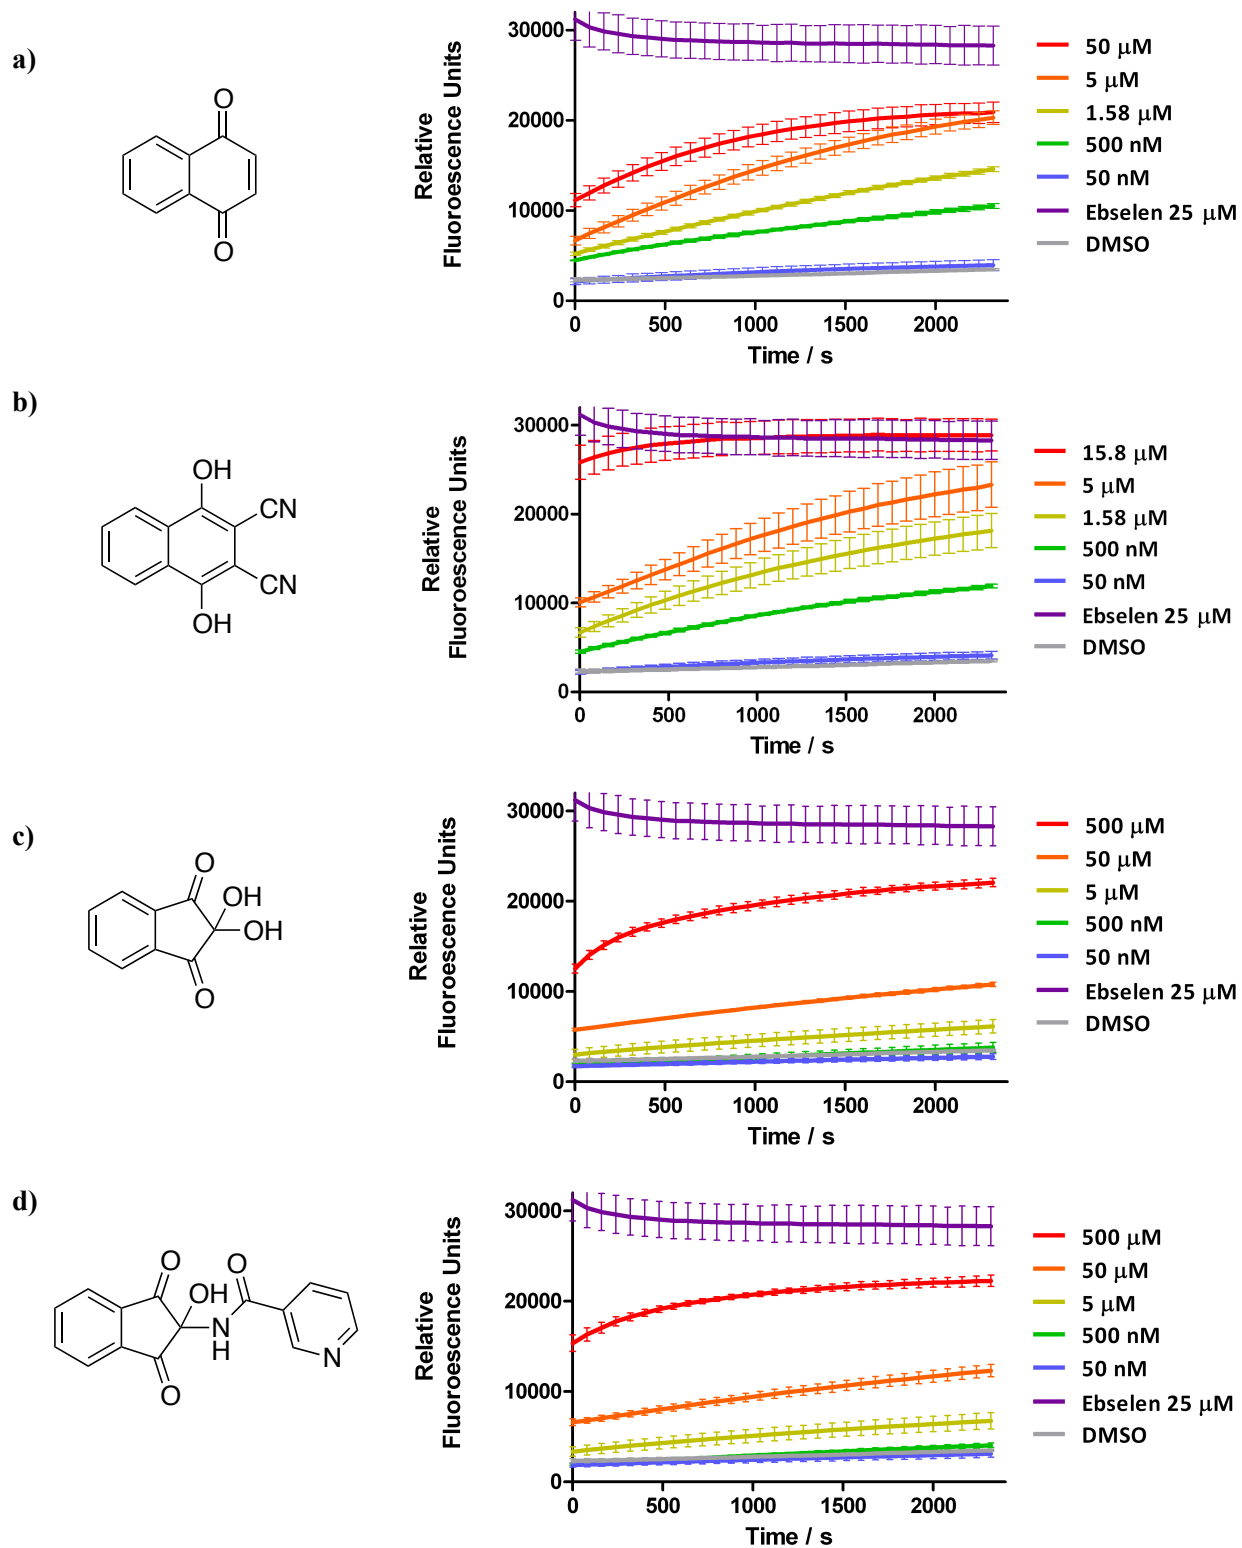 a)
O
O
Relative
Fluoroescence Units
30000
20000
10000
0
0 500 1000 1500 2000
Time / s
50 μM
5 μM
1.58 μM
500 nM
50 nM
Ebselen 25 μM
DMSO
b)
OH
CN
CN
OH
Relative
Fluoroescence Units
30000
20000
10000
0
0 500 1000 1500 2000
Time / s
15.8 μM
5 μM
1.58 μM
500 nM
50 nM
Ebselen 25 μM
DMSO
c)
O
OH
OH
O
Relative
Fluoroescence Units
30000
20000
10000
0
0 500 1000 1500 2000
Time / s
500 μM
50 μM
5 μM
500 nM
50 nM
Ebselen 25 μM
DMSO
d)
O
O
OH
N
H
N
O
Relative
Fluoroescence Units
30000
20000
10000
0
0 500 1000 1500 2000
Time / s
500 μM
50 μM
5 μM
500 nM
50 nM
Ebselen 25 μM
DMSO